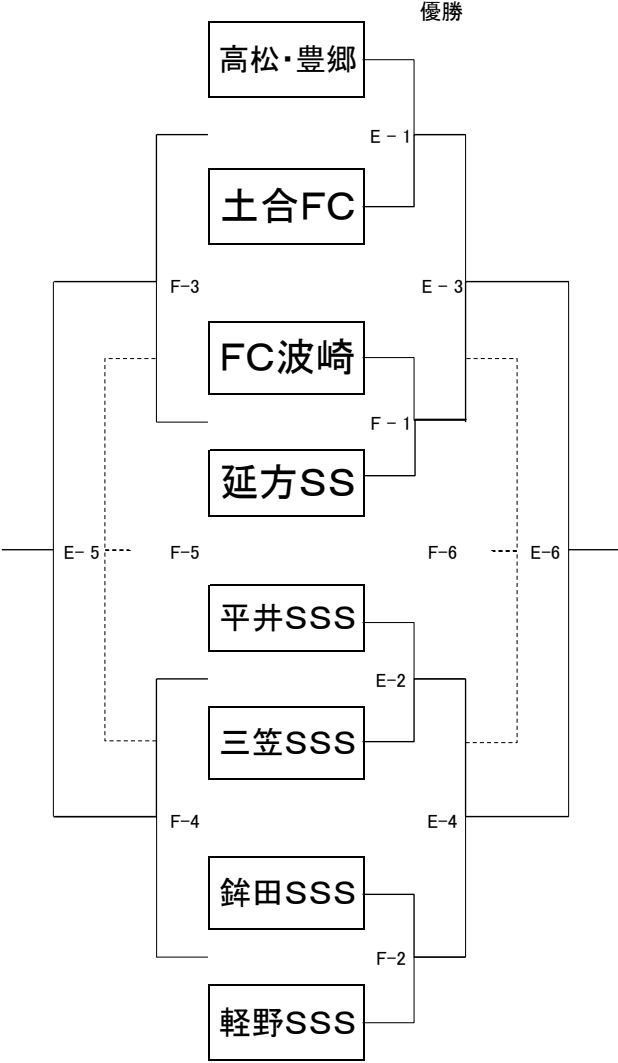 優勝
高松・豊郷
E－1
土合ＦＣ
F-3
E－3
ＦＣ波崎
F－1
延方ＳＳ
E-5
F-5
F-6
E-6
平井ＳＳＳ
E-2
三笠ＳＳＳ
F-4
E-4
鉾田ＳＳＳ
F-2
軽野ＳＳＳ